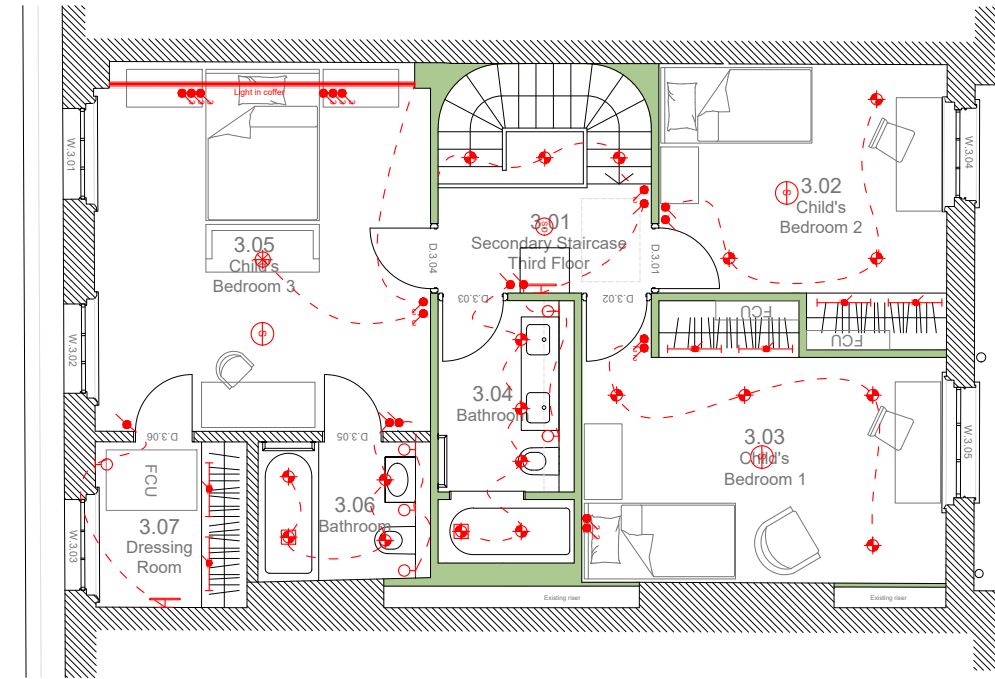 Light in coffer
W.3.01
W.3.04
3.02
Child's
Bedroom 2
3.01
Secondary Staircase
Third Floor
3.05
Child's
Bedroom 3
D.3.04
D.3.01
D.3.03
D.3.02
FCU
FCU
W.3.02
3.04
Bathroom
3.03
Child's
Bedroom 1
W.3.05
D.3.06
D.3.05
FCU
3.06
Bathroom
3.07
Dressing
Room
W.3.03
Existing riser
Existing riser